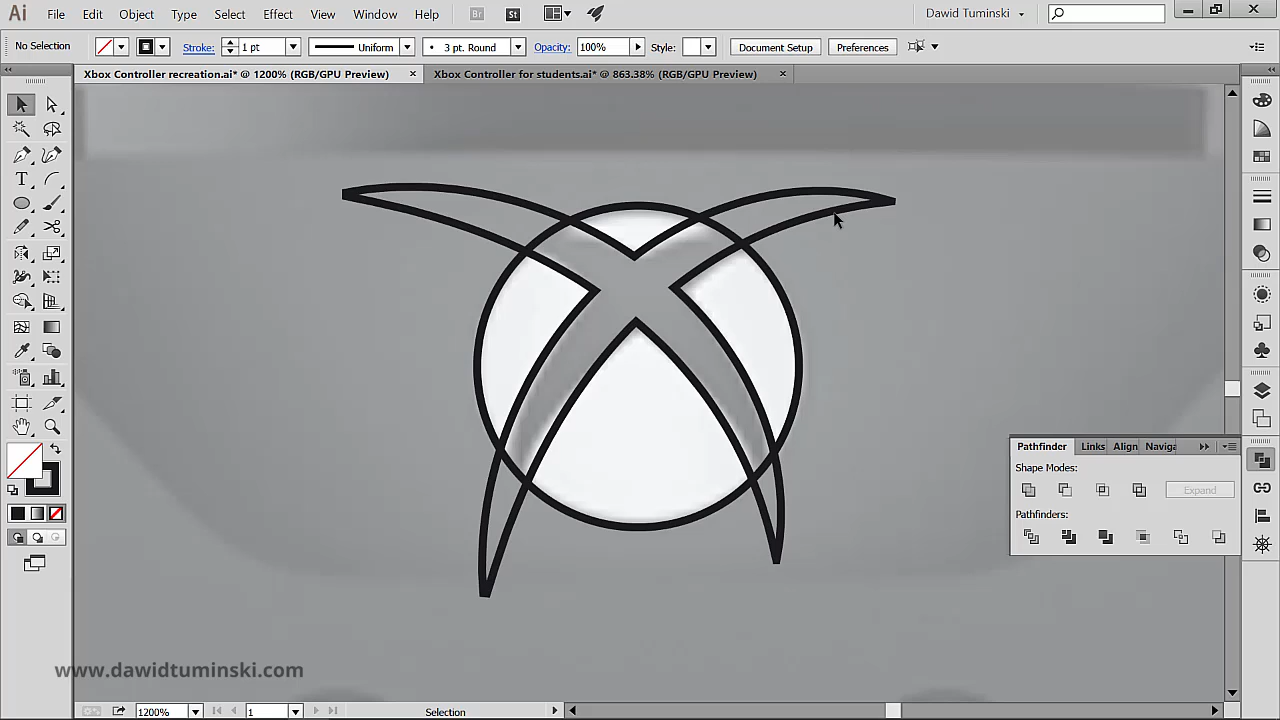 Ai File Edit Object Type Select Effect View Window Help Br St Dawid Tuminski
No Selection Stroke: 1 pt Uniform 3 pt. Round Opacity: 100% Style: Document Setup Preferences
Xbox Controller recreation.ai* @ 1200% (RGB/GPU Preview) × Xbox Controller for students.ai* @ 863.38% (RGB/GPU Preview) ×
Pathfinder Links Align Naviga
Shape Modes:
Expand
Pathfinders:
www.dawidtuminski.com
1200% 1 Selection